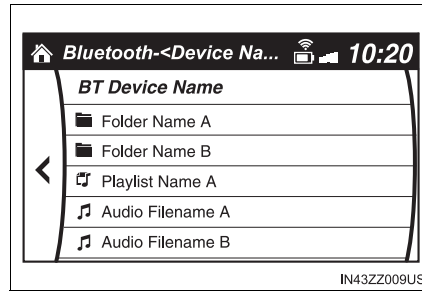 Bluetooth-<Device Na... 10:20
BT Device Name
Folder Name A
Folder Name B
Playlist Name A
Audio Filename A
Audio Filename B
IN43ZZ009US